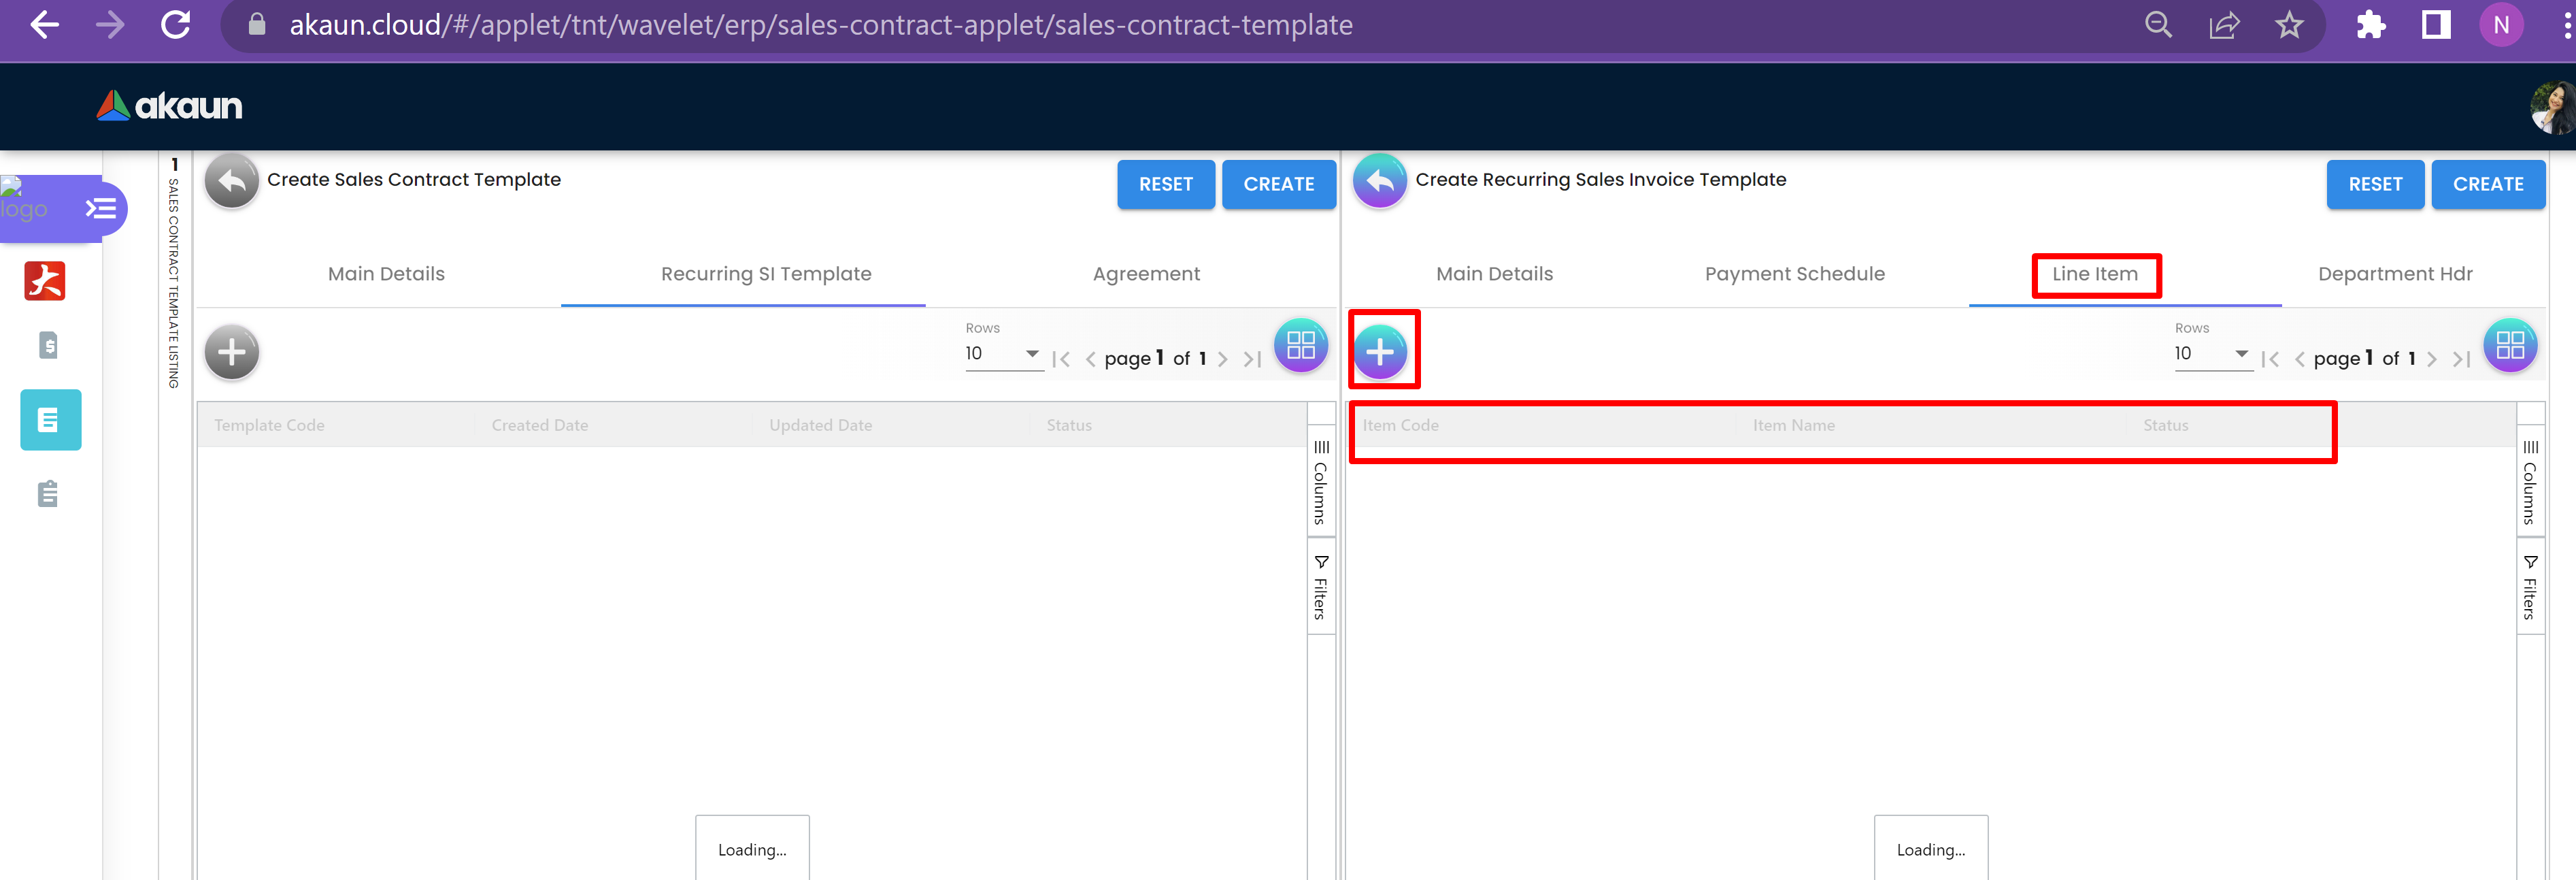 akaun.cloud/#/applet/tnt/wavelet/erp/sales-contract-applet/sales-contract-template
N
akaun
logo
1
SALES CONTRACT TEMPLATE LISTING
Create Sales Contract Template
RESET
CREATE
Main Details
Recurring SI Template
Agreement
Rows
10
page 1 of 1
Template Code
Created Date
Updated Date
Status
Columns
Filters
Loading...
Create Recurring Sales Invoice Template
RESET
CREATE
Main Details
Payment Schedule
Line Item
Department Hdr
Rows
10
page 1 of 1
Item Code
Item Name
Status
Columns
Filters
Loading...